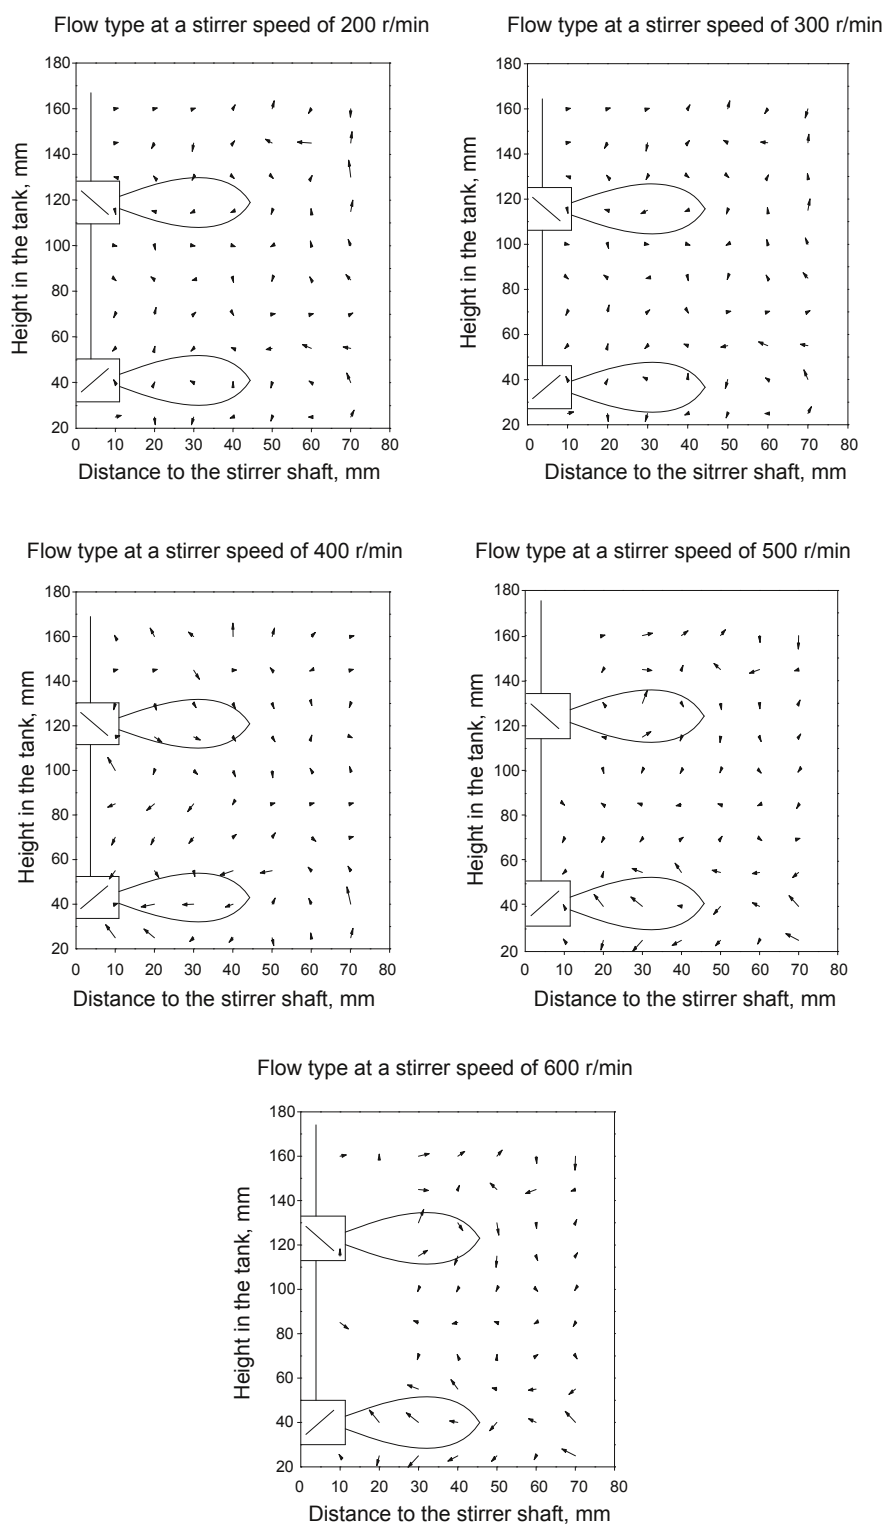 Flow type at a stirrer speed of 200 r/min
Height in the tank, mm
180
160
140
120
100
80
60
40
20
0 10 20 30 40 50 60 70 80
Distance to the stirrer shaft, mm
Flow type at a stirrer speed of 300 r/min
Height in the tank, mm
180
160
140
120
100
80
60
40
20
0 10 20 30 40 50 60 70 80
Distance to the sitrrer shaft, mm
Flow type at a stirrer speed of 400 r/min
Height in the tank, mm
180
160
140
120
100
80
60
40
20
0 10 20 30 40 50 60 70 80
Distance to the stirrer shaft, mm
Flow type at a stirrer speed of 500 r/min
Height in the tank, mm
180
160
140
120
100
80
60
40
20
0 10 20 30 40 50 60 70 80
Distance to the stirrer shaft, mm
Flow type at a stirrer speed of 600 r/min
Height in the tank, mm
180
160
140
120
100
80
60
40
20
0 10 20 30 40 50 60 70 80
Distance to the stirrer shaft, mm